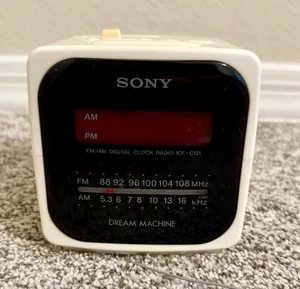 SONY
AM
PM
FM/AM DIGITAL CLOCK RADIO ICF-C121
FM 88 92 96 100 104 108 MHz
AM 5.3 6 7 8 10 13 16 kHz
DREAM MACHINE